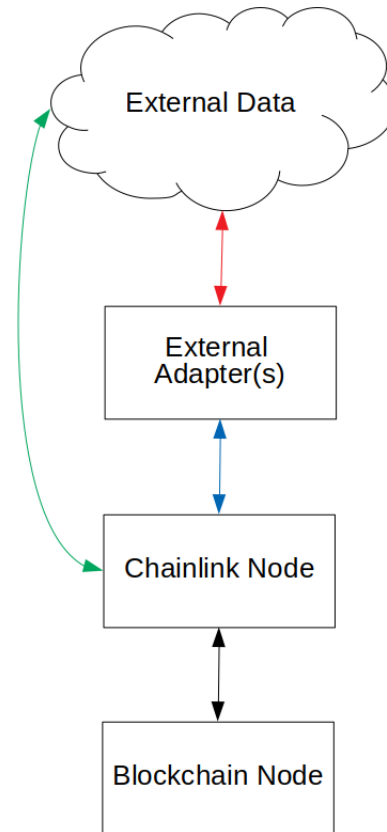 External Data
External
Adapter(s)
Chainlink Node
Blockchain Node